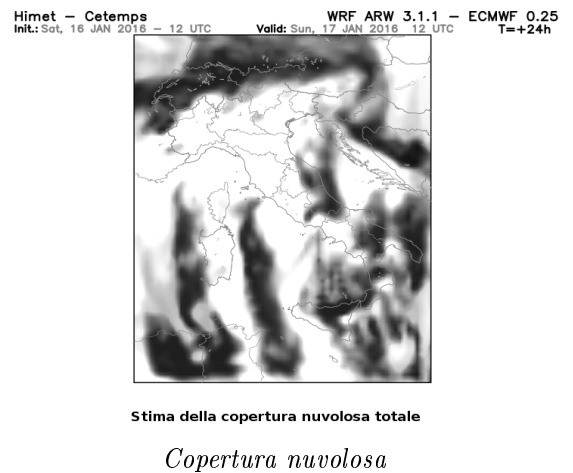 Himet – Cetemps WRF ARW 3.1.1 – ECMWF 0.25
Init.: Sat, 16 JAN 2016 – 12 UTC Valid: Sun, 17 JAN 2016 12 UTC T=+24h
Stima della copertura nuvolosa totale
Copertura nuvolosa